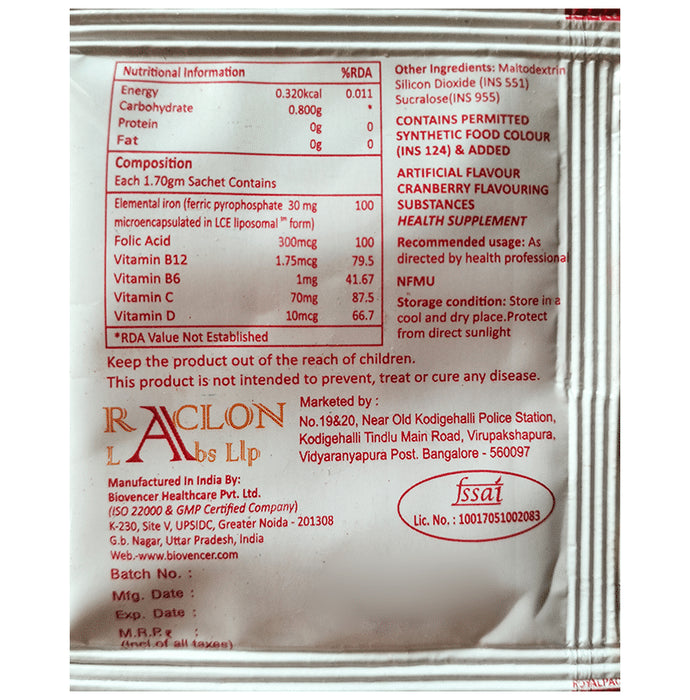 Nutritional Information %RDA
Energy 0.320kcal 0.011
Carbohydrate 0.800g *
Protein 0g 0
Fat 0g 0
Composition
Each 1.70gm Sachet Contains
Elemental iron (ferric pyrophosphate 30 mg 100
microencapsulated in LCE liposomal ℠ form)
Folic Acid 300mcg 100
Vitamin B12 1.75mcg 79.5
Vitamin B6 1mg 41.67
Vitamin C 70mg 87.5
Vitamin D 10mcg 66.7
*RDA Value Not Established
Other Ingredients: Maltodextrin
Silicon Dioxide (INS 551)
Sucralose(INS 955)
CONTAINS PERMITTED
SYNTHETIC FOOD COLOUR
(INS 124) & ADDED
ARTIFICIAL FLAVOUR
CRANBERRY FLAVOURING
SUBSTANCES
HEALTH SUPPLEMENT
Recommended usage: As
directed by health professional
NFMU
Storage condition: Store in a
cool and dry place.Protect
from direct sunlight
Keep the product out of the reach of children.
This product is not intended to prevent, treat or cure any disease.
RACLON
LAbs Llp
Marketed by :
No.19&20, Near Old Kodigehalli Police Station,
Kodigehalli Tindlu Main Road, Virupakshapura,
Vidyaranyapura Post. Bangalore - 560097
Manufactured In India By:
Biovencer Healthcare Pvt. Ltd.
(ISO 22000 & GMP Certified Company)
K-230, Site V, UPSIDC, Greater Noida - 201308
G.b. Nagar, Uttar Pradesh, India
Web.-www.biovencer.com
fssai
Lic. No. : 10017051002083
Batch No. :
Mfg. Date :
Exp. Date :
M.R.P.₹ :
(Incl.of all taxes)